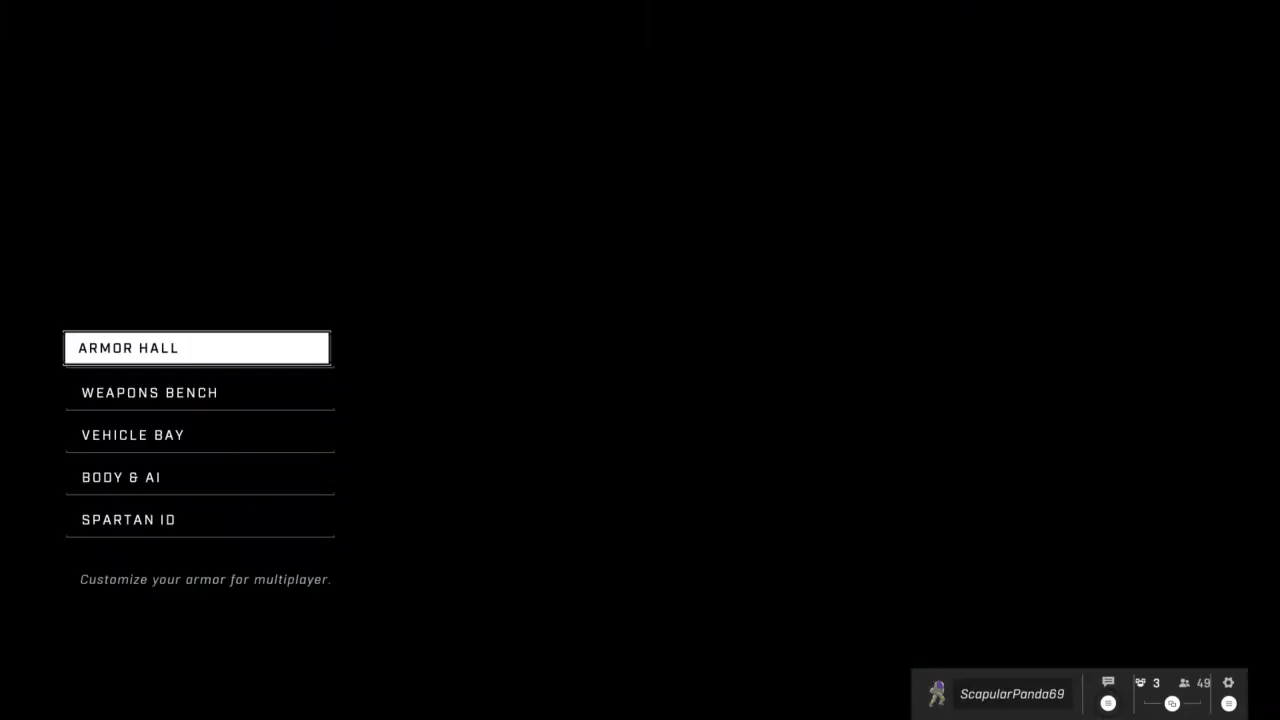 ARMOR HALL
WEAPONS BENCH
VEHICLE BAY
BODY & AI
SPARTAN ID
Customize your armor for multiplayer.
ScapularPanda69
3
49